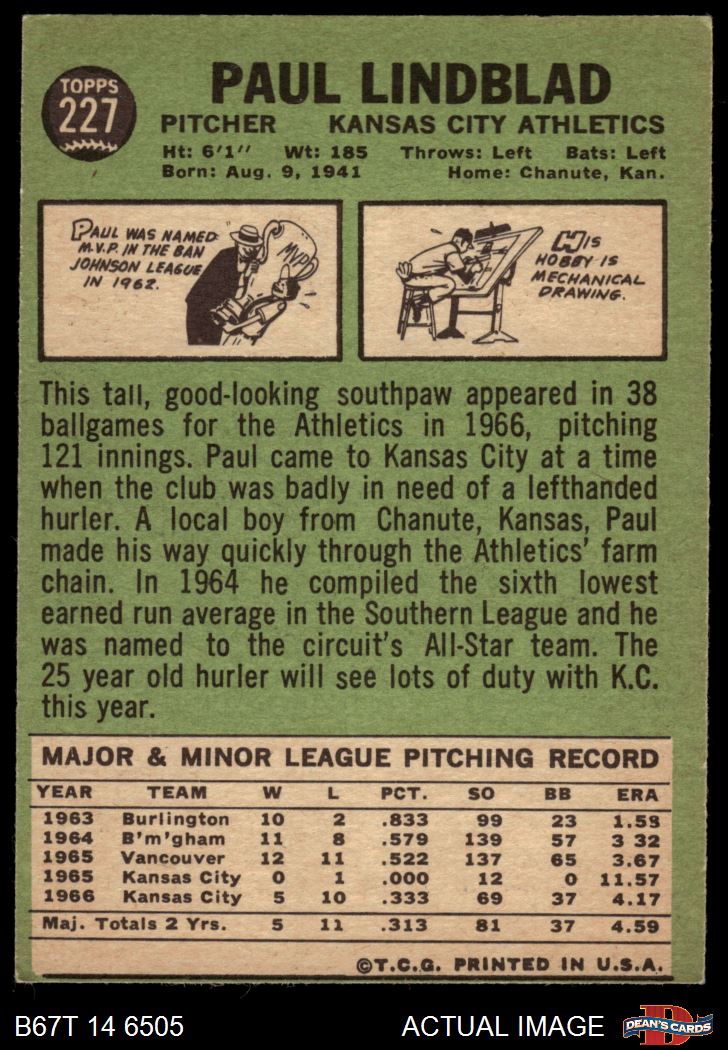 TOPPS
227
PAUL LINDBLAD
PITCHER KANSAS CITY ATHLETICS
Ht: 6'1" Wt: 185 Throws: Left Bats: Left
Born: Aug. 9, 1941 Home: Chanute, Kan.
PAUL WAS NAMED
M.V.P. IN THE BAN
JOHNSON LEAGUE
IN 1962.
MVP
HIS
HOBBY IS
MECHANICAL
DRAWING.
This tall, good-looking southpaw appeared in 38
ballgames for the Athletics in 1966, pitching
121 innings. Paul came to Kansas City at a time
when the club was badly in need of a lefthanded
hurler. A local boy from Chanute, Kansas, Paul
made his way quickly through the Athletics' farm
chain. In 1964 he compiled the sixth lowest
earned run average in the Southern League and he
was named to the circuit's All-Star team. The
25 year old hurler will see lots of duty with K.C.
this year.
MAJOR & MINOR LEAGUE PITCHING RECORD
YEAR TEAM W L PCT. SO BB ERA
1963 Burlington 10 2 .833 99 23 1.58
1964 B'm'gham 11 8 .579 139 57 3 32
1965 Vancouver 12 11 .522 137 65 3.67
1965 Kansas City 0 1 .000 12 0 11.57
1966 Kansas City 5 10 .333 69 37 4.17
Maj. Totals 2 Yrs. 5 11 .313 81 37 4.59
©T.C.G. PRINTED IN U.S.A.
B67T 14 6505 ACTUAL IMAGE
D
DEAN'S CARDS